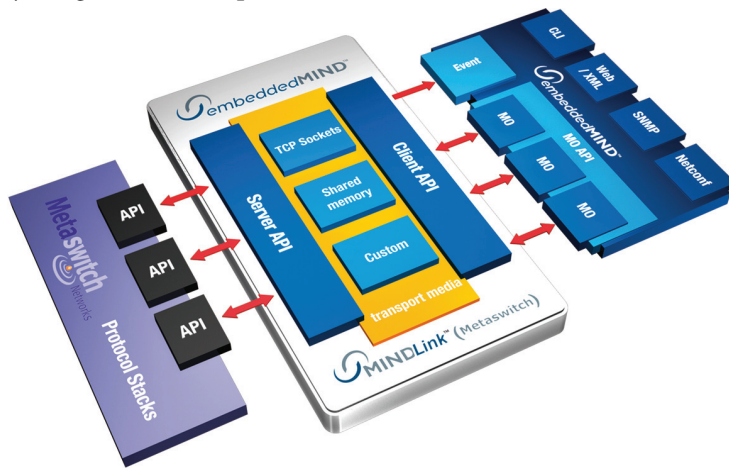 embeddedMIND™
TCP Sockets
Shared
memory
Custom
transport media
Server API
Client API
MINDLink™ (Metaswitch)
Metaswitch
Networks
Protocol Stacks
API
API
API
Event
MO
MO
MO
MO API
embeddedMIND™
CLI
Web
/ XML
SNMP
Netconf